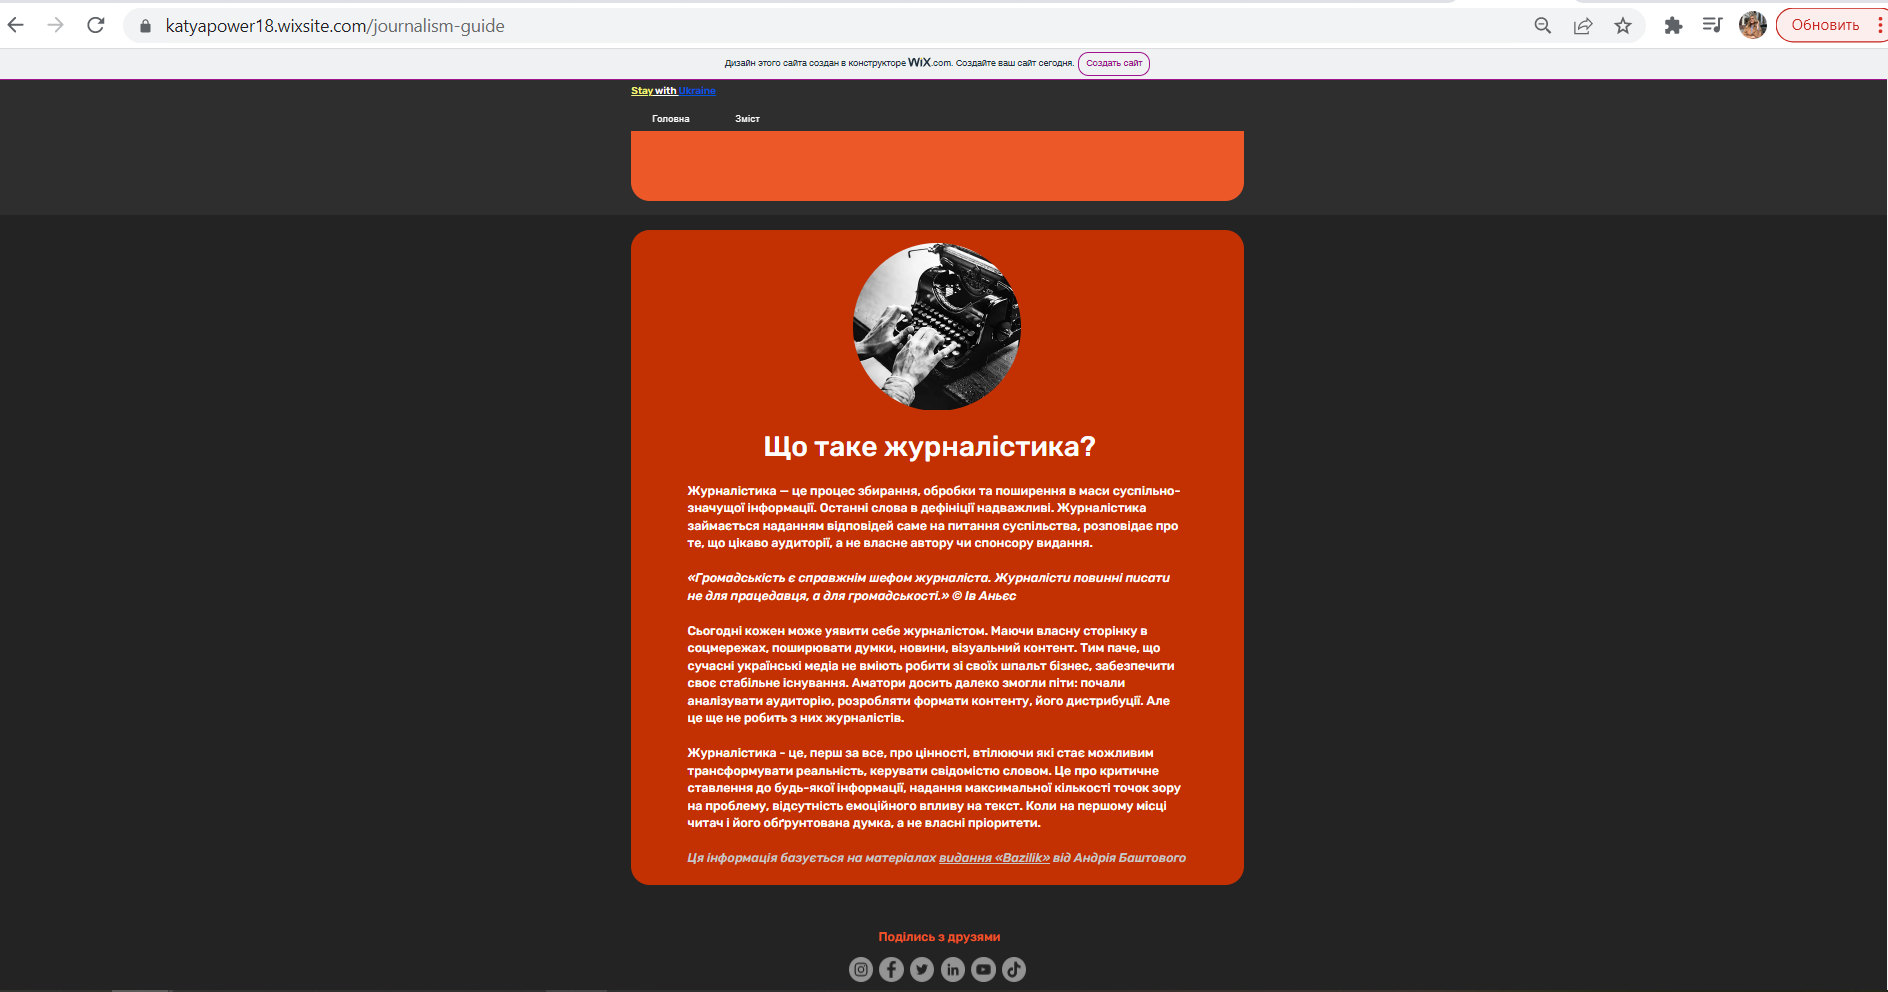 katyapower18.wixsite.com/journalism-guide
Обновить
Дизайн этого сайта создан в конструкторе WiX.com. Создайте ваш сайт сегодня. Создать сайт
Stay with Ukraine
Головна Зміст
Що таке журналістика?
Журналістика — це процес збирання, обробки та поширення в маси суспільно-
значущої інформації. Останні слова в дефініції надважливі. Журналістика
займається наданням відповідей саме на питання суспільства, розповідає про
те, що цікаво аудиторії, а не власне автору чи спонсору видання.
«Громадськість є справжнім шефом журналіста. Журналісти повинні писати
не для працедавця, а для громадськості.» © Ів Аньєс
Сьогодні кожен може уявити себе журналістом. Маючи власну сторінку в
соцмережах, поширювати думки, новини, візуальний контент. Тим паче, що
сучасні українські медіа не вміють робити зі своїх шпальт бізнес, забезпечити
своє стабільне існування. Аматори досить далеко змогли піти: почали
аналізувати аудиторію, розробляти формати контенту, його дистрибуції. Але
це ще не робить з них журналістів.
Журналістика - це, перш за все, про цінності, втілюючи які стає можливим
трансформувати реальність, керувати свідомістю словом. Це про критичне
ставлення до будь-якої інформації, надання максимальної кількості точок зору
на проблему, відсутність емоційного впливу на текст. Коли на першому місці
читач і його обґрунтована думка, а не власні пріоритети.
Ця інформація базується на матеріалах видання «Bazilik» від Андрія Баштового
Поділись з друзями